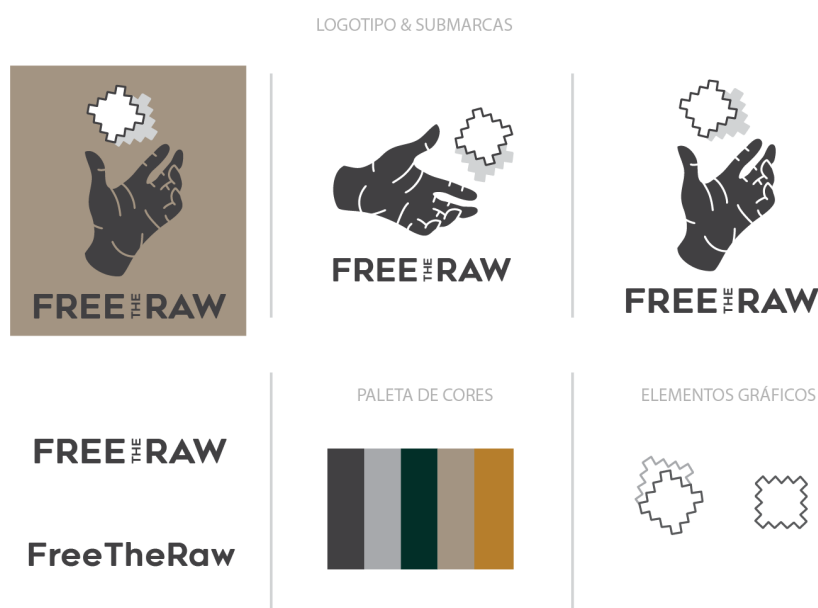 LOGOTIPO & SUBMARCAS
FREE THE RAW
FREE THE RAW
FREE THE RAW
FREE THE RAW
PALETA DE CORES
ELEMENTOS GRÁFICOS
FreeTheRaw